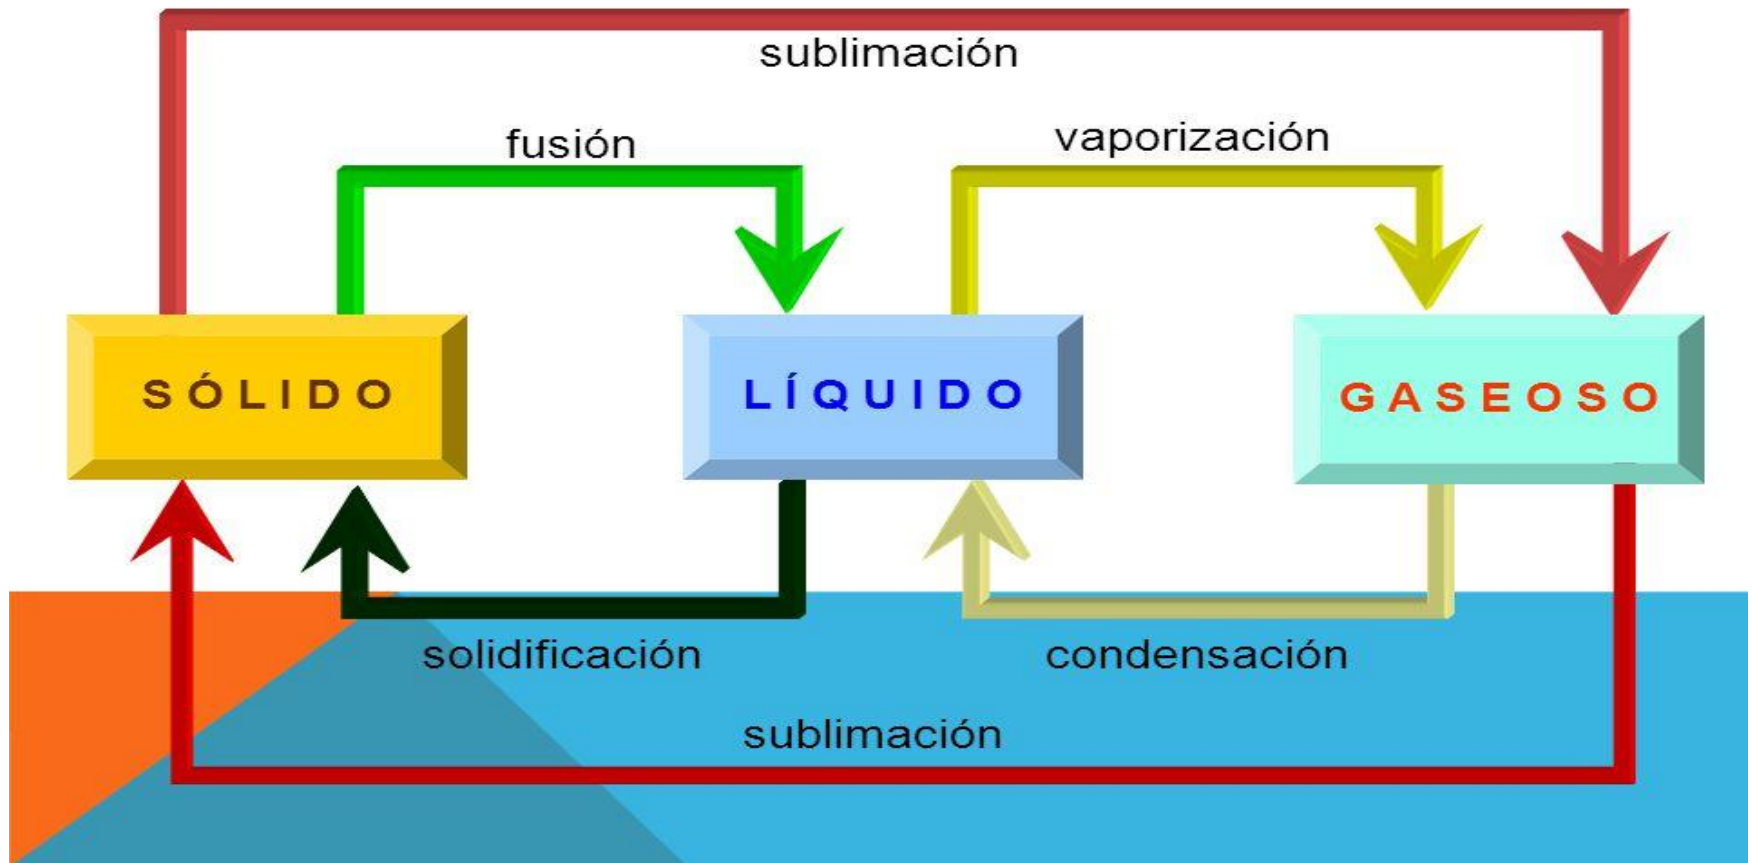 sublimación
fusión
vaporización
SÓLIDO
LÍQUIDO
GASEOSO
solidificación
condensación
sublimación